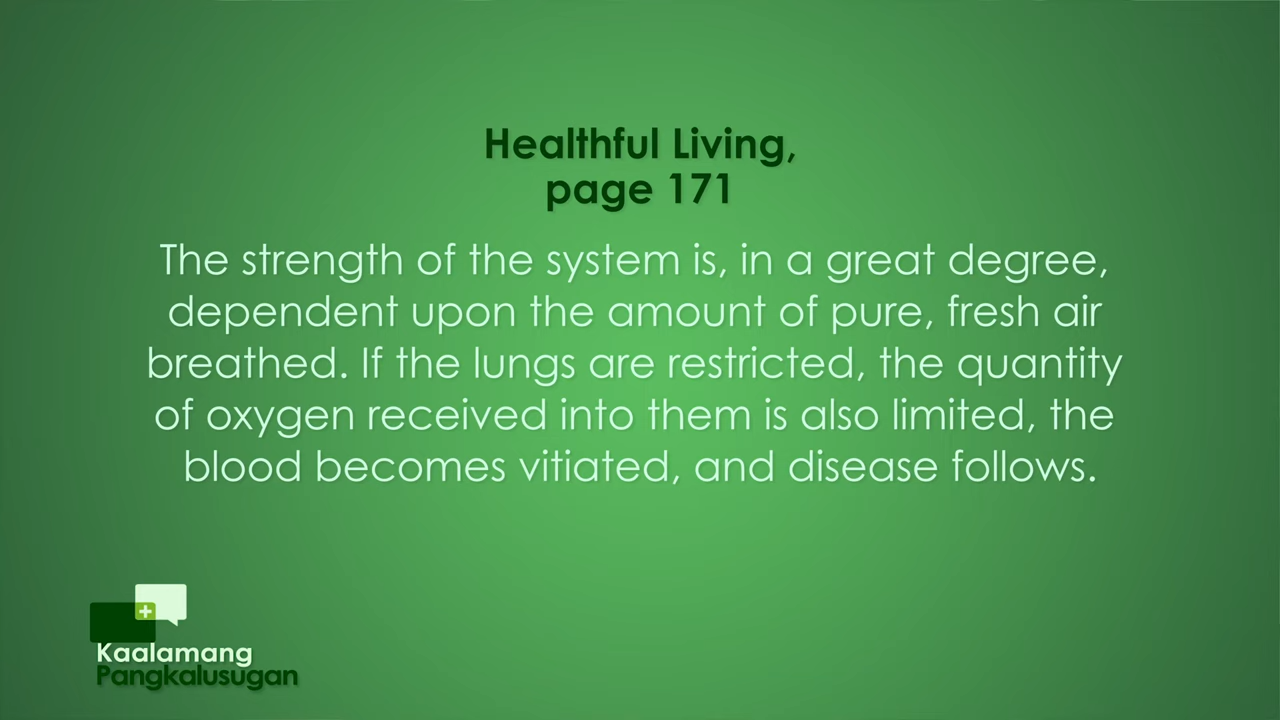 Healthful Living,
page 171
The strength of the system is, in a great degree,
dependent upon the amount of pure, fresh air
breathed. If the lungs are restricted, the quantity
of oxygen received into them is also limited, the
blood becomes vitiated, and disease follows.
Kaalamang
Pangkalusugan